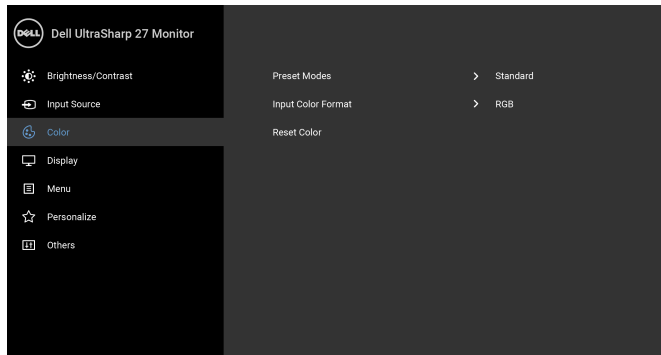 DELL Dell UltraSharp 27 Monitor
Brightness/Contrast
Preset Modes > Standard
Input Source
Input Color Format > RGB
Color
Reset Color
Display
Menu
Personalize
Others